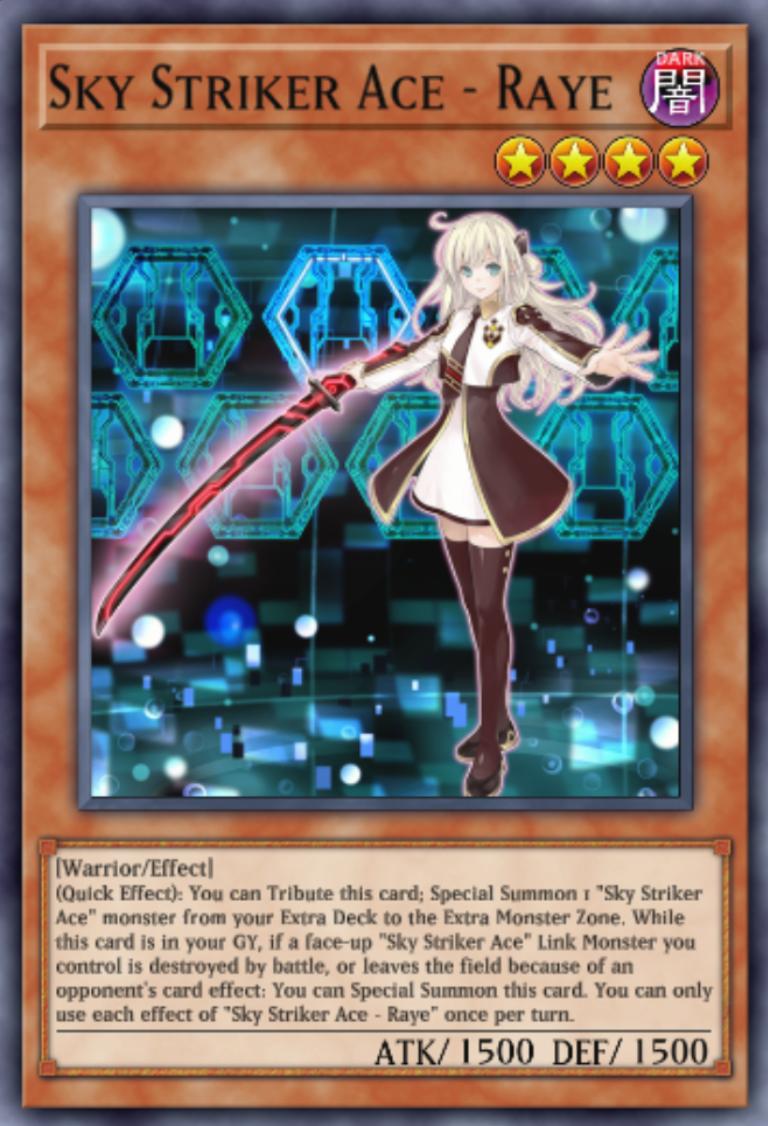 SKY STRIKER ACE - RAYE
DARK
闇
[Warrior/Effect]
(Quick Effect): You can Tribute this card; Special Summon 1 "Sky Striker
Ace" monster from your Extra Deck to the Extra Monster Zone. While
this card is in your GY, if a face-up "Sky Striker Ace" Link Monster you
control is destroyed by battle, or leaves the field because of an
opponent's card effect: You can Special Summon this card. You can only
use each effect of "Sky Striker Ace - Raye" once per turn.
ATK/ 1500 DEF/ 1500